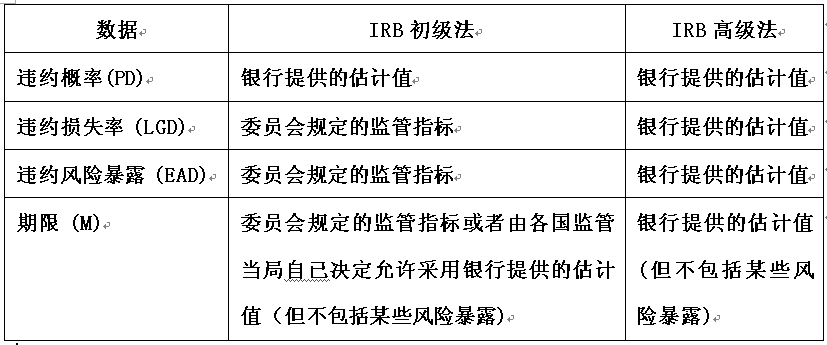 数据 IRB 初级法 IRB 高级法
违约概率(PD) 银行提供的估计值 银行提供的估计值
违约损失率 (LGD) 委员会规定的监管指标 银行提供的估计值
违约风险暴露 (EAD) 委员会规定的监管指标 银行提供的估计值
期限 (M) 委员会规定的监管指标或者由各国监管 银行提供的估计值
当局自已决定允许采用银行提供的估计 (但不包括某些风
值（但不包括某些风险暴露) 险暴露)